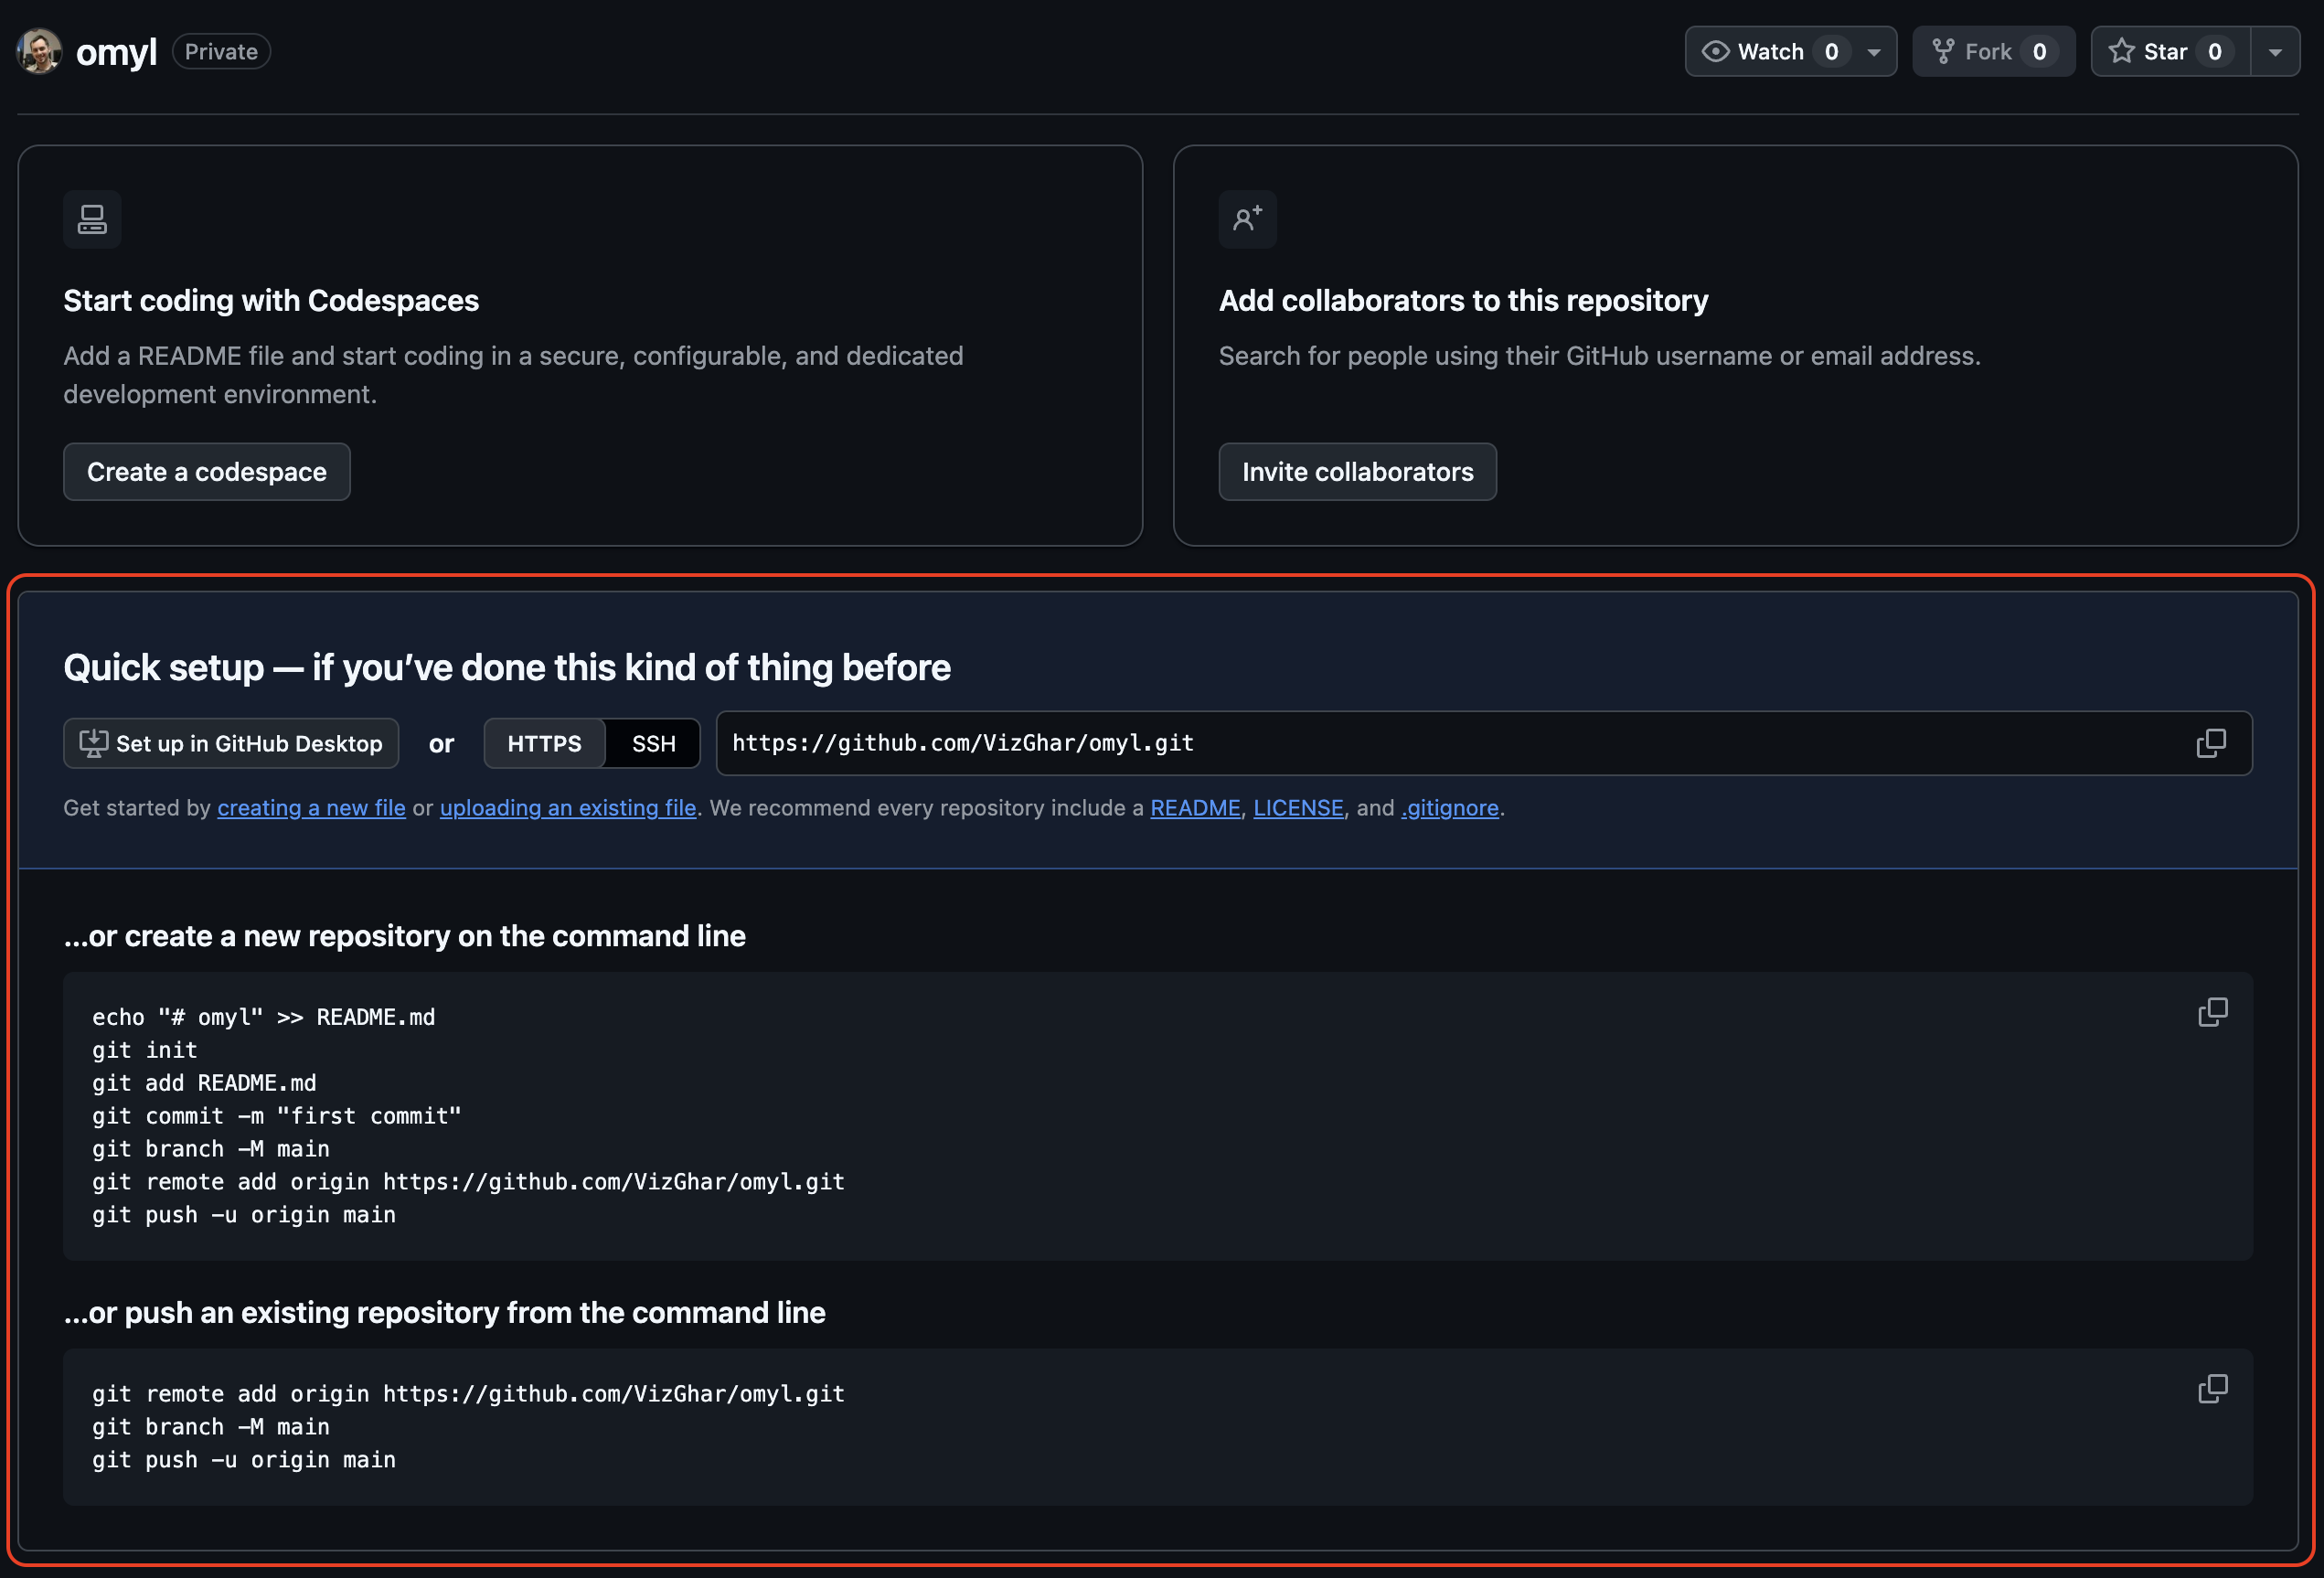 omyl Private Watch 0 Fork 0 Star 0
Start coding with Codespaces
Add a README file and start coding in a secure, configurable, and dedicated
development environment.
Create a codespace
Add collaborators to this repository
Search for people using their GitHub username or email address.
Invite collaborators
Quick setup — if you’ve done this kind of thing before
Set up in GitHub Desktop or HTTPS SSH https://github.com/VizGhar/omyl.git
Get started by creating a new file or uploading an existing file. We recommend every repository include a README, LICENSE, and .gitignore.
…or create a new repository on the command line
echo "# omyl" >> README.md
git init
git add README.md
git commit -m "first commit"
git branch -M main
git remote add origin https://github.com/VizGhar/omyl.git
git push -u origin main
…or push an existing repository from the command line
git remote add origin https://github.com/VizGhar/omyl.git
git branch -M main
git push -u origin main